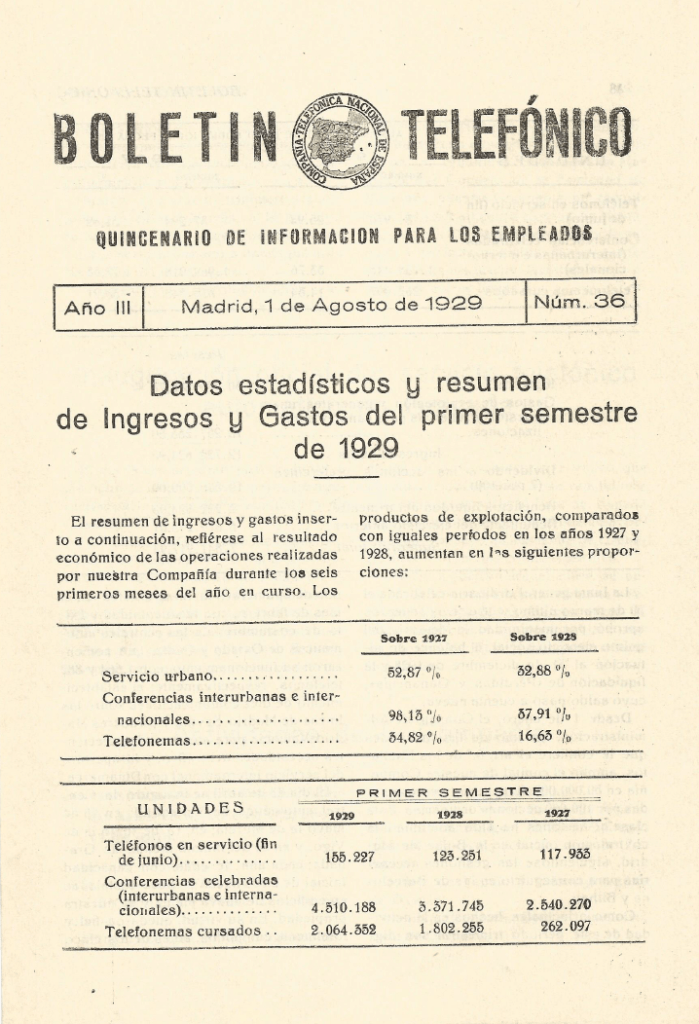 BOLETIN TELEFÓNICO
COMPAÑIA TELEFONICA NACIONAL DE ESPAÑA
QUINCENARIO DE INFORMACION PARA LOS EMPLEADOS
Año III Madrid, 1 de Agosto de 1929 Núm. 36
Datos estadísticos y resumen
de Ingresos y Gastos del primer semestre
de 1929
El resumen de ingresos y gastos inser-
to a continuación, refiérese al resultado
económico de las operaciones realizadas
por nuestra Compañía durante los seis
primeros meses del año en curso. Los
productos de explotación, comparados
con iguales períodos en los años 1927 y
1928, aumentan en las siguientes propor-
ciones:
Sobre 1927 Sobre 1928
Servicio urbano................. 52,87 % 32,88 %
Conferencias interurbanas e inter-
nacionales.................... 98,13 % 37,91 %
Telefonemas.................... 34,82 % 16,63 %
UNIDADES PRIMER SEMESTRE
1929 1928 1927
Teléfonos en servicio (fin
de junio)............. 155.227 123.251 117.933
Conferencias celebradas
(interurbanas e interna-
cionales)............. 4.310.188 3.371.745 2.540.270
Telefonemas cursados .. 2.064.352 1.802.255 262.097